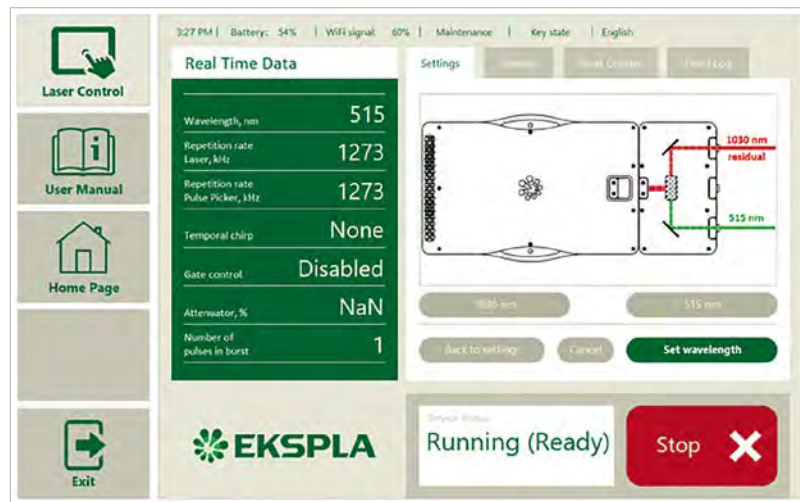 3:27 PM | Battery: 54% | WiFi signal: 60% | Maintenance | Key state | English
Laser Control
User Manual
Home Page
Exit
Real Time Data
Wavelength, nm 515
Repetition rate
Laser, kHz 1273
Repetition rate
Pulse Picker, kHz 1273
Temporal chirp None
Gate control Disabled
Attenuator, % NaN
Number of
pulses in burst 1
Settings
1030 nm
residual
515 nm
1030 nm 515 nm
Back to settings Cancel Set wavelength
EKSPLA
Device Status
Running (Ready)
Stop